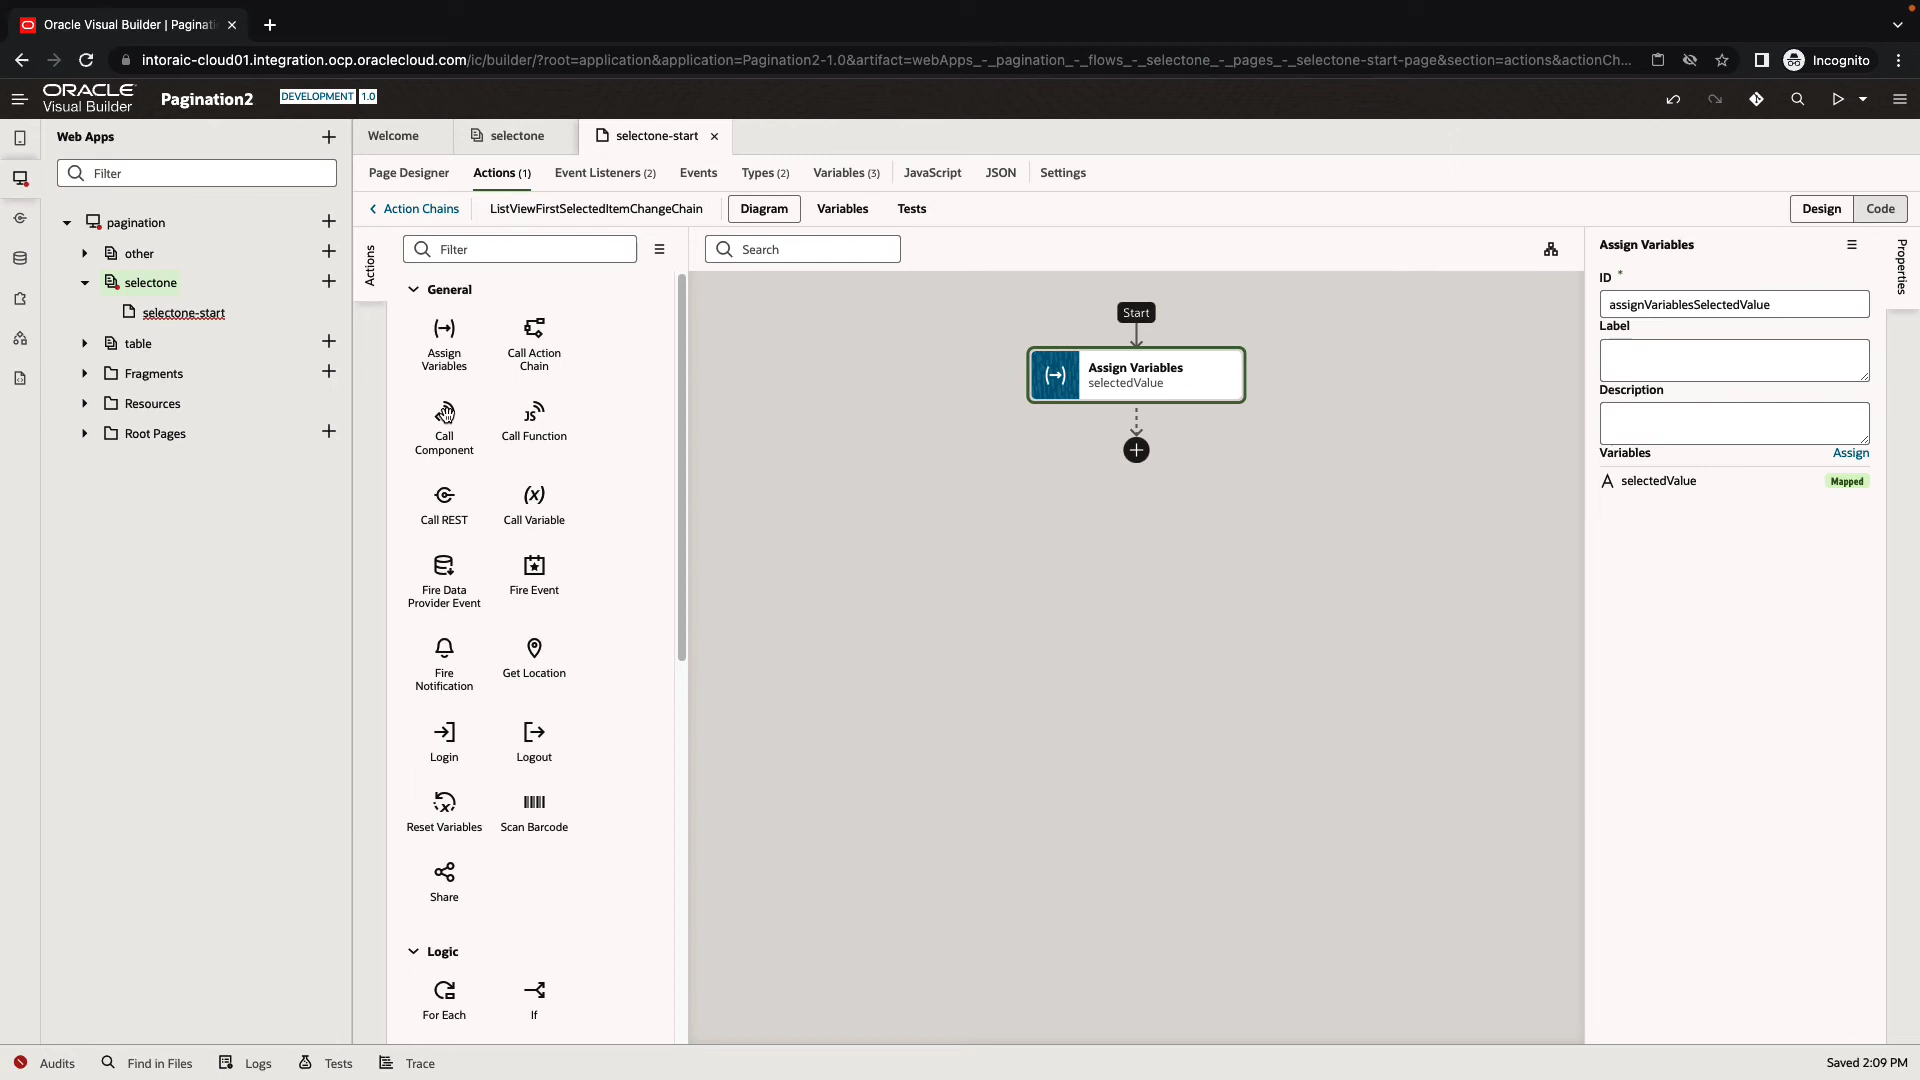 Oracle Visual Builder | Paginati
intoraic-cloud01.integration.ocp.oraclecloud.com/ic/builder/?root=application&application=Pagination2-1.0&artifact=webApps_-_pagination_-_flows_-_selectone_-_pages_-_selectone-start-page&section=actions&actionCh...
Incognito
ORACLE
Visual Builder
Pagination2
DEVELOPMENT
1.0
Web Apps
Filter
pagination
other
selectone
selectone-start
table
Fragments
Resources
Root Pages
Welcome
selectone
selectone-start
Page Designer
Actions (1)
Event Listeners (2)
Events
Types (2)
Variables (3)
JavaScript
JSON
Settings
Action Chains
ListViewFirstSelectedItemChangeChain
Diagram
Variables
Tests
Design
Code
Actions
Filter
General
Assign
Variables
Call Action
Chain
Call
Component
JS
Call Function
Call REST
(x)
Call Variable
Fire Data
Provider Event
Fire Event
Fire
Notification
Get Location
Login
Logout
Reset Variables
Scan Barcode
Share
Logic
For Each
If
Search
Start
Assign Variables
selectedValue
Assign Variables
ID *
assignVariablesSelectedValue
Label
Description
Variables
Assign
A selectedValue
Mapped
Properties
Audits
Find in Files
Logs
Tests
Trace
Saved 2:09 PM